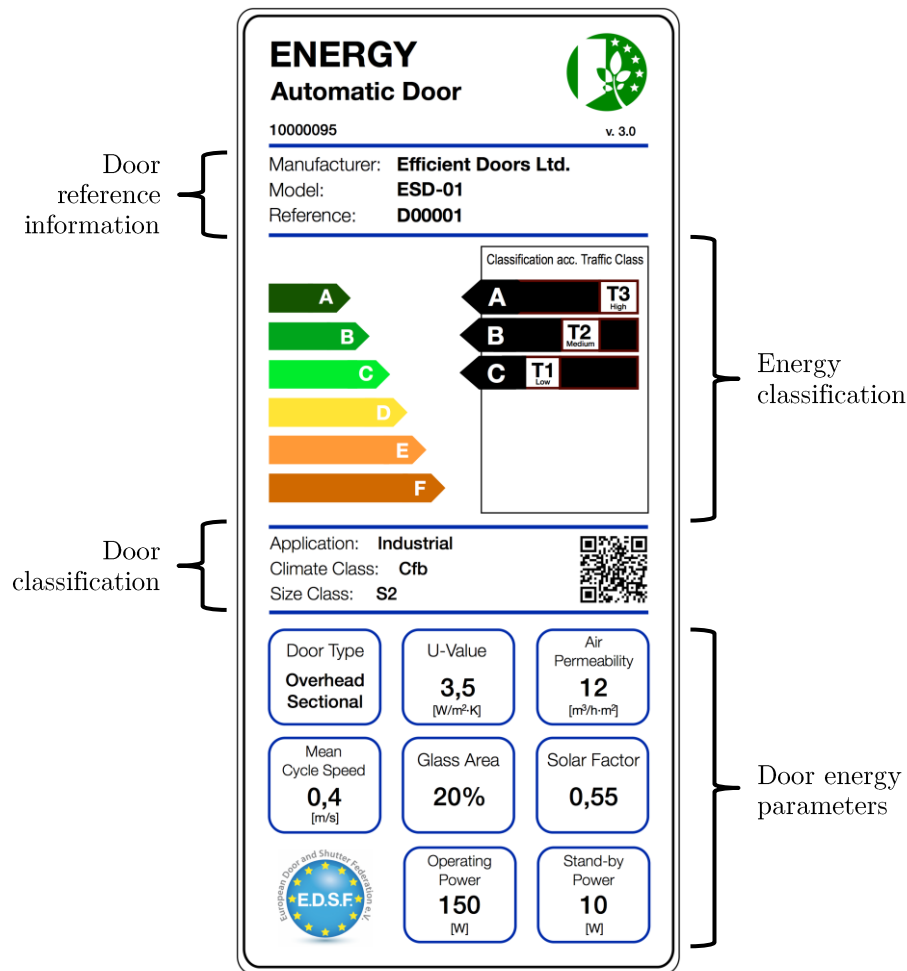 ENERGY
Automatic Door
10000095 v. 3.0
Door
reference
information
Manufacturer: Efficient Doors Ltd.
Model: ESD-01
Reference: D00001
Classification acc. Traffic Class
A
B
C
D
E
F
A T3 High
B T2 Medium
C T1 Low
Energy
classification
Door
classification
Application: Industrial
Climate Class: Cfb
Size Class: S2
Door Type
Overhead
Sectional
U-Value
3,5
[W/m²·K]
Air
Permeability
12
[m³/h·m²]
Mean
Cycle Speed
0,4
[m/s]
Glass Area
20%
Solar Factor
0,55
Door energy
parameters
European Door and Shutter Federation e.V.
E.D.S.F.
Operating
Power
150
[W]
Stand-by
Power
10
[W]